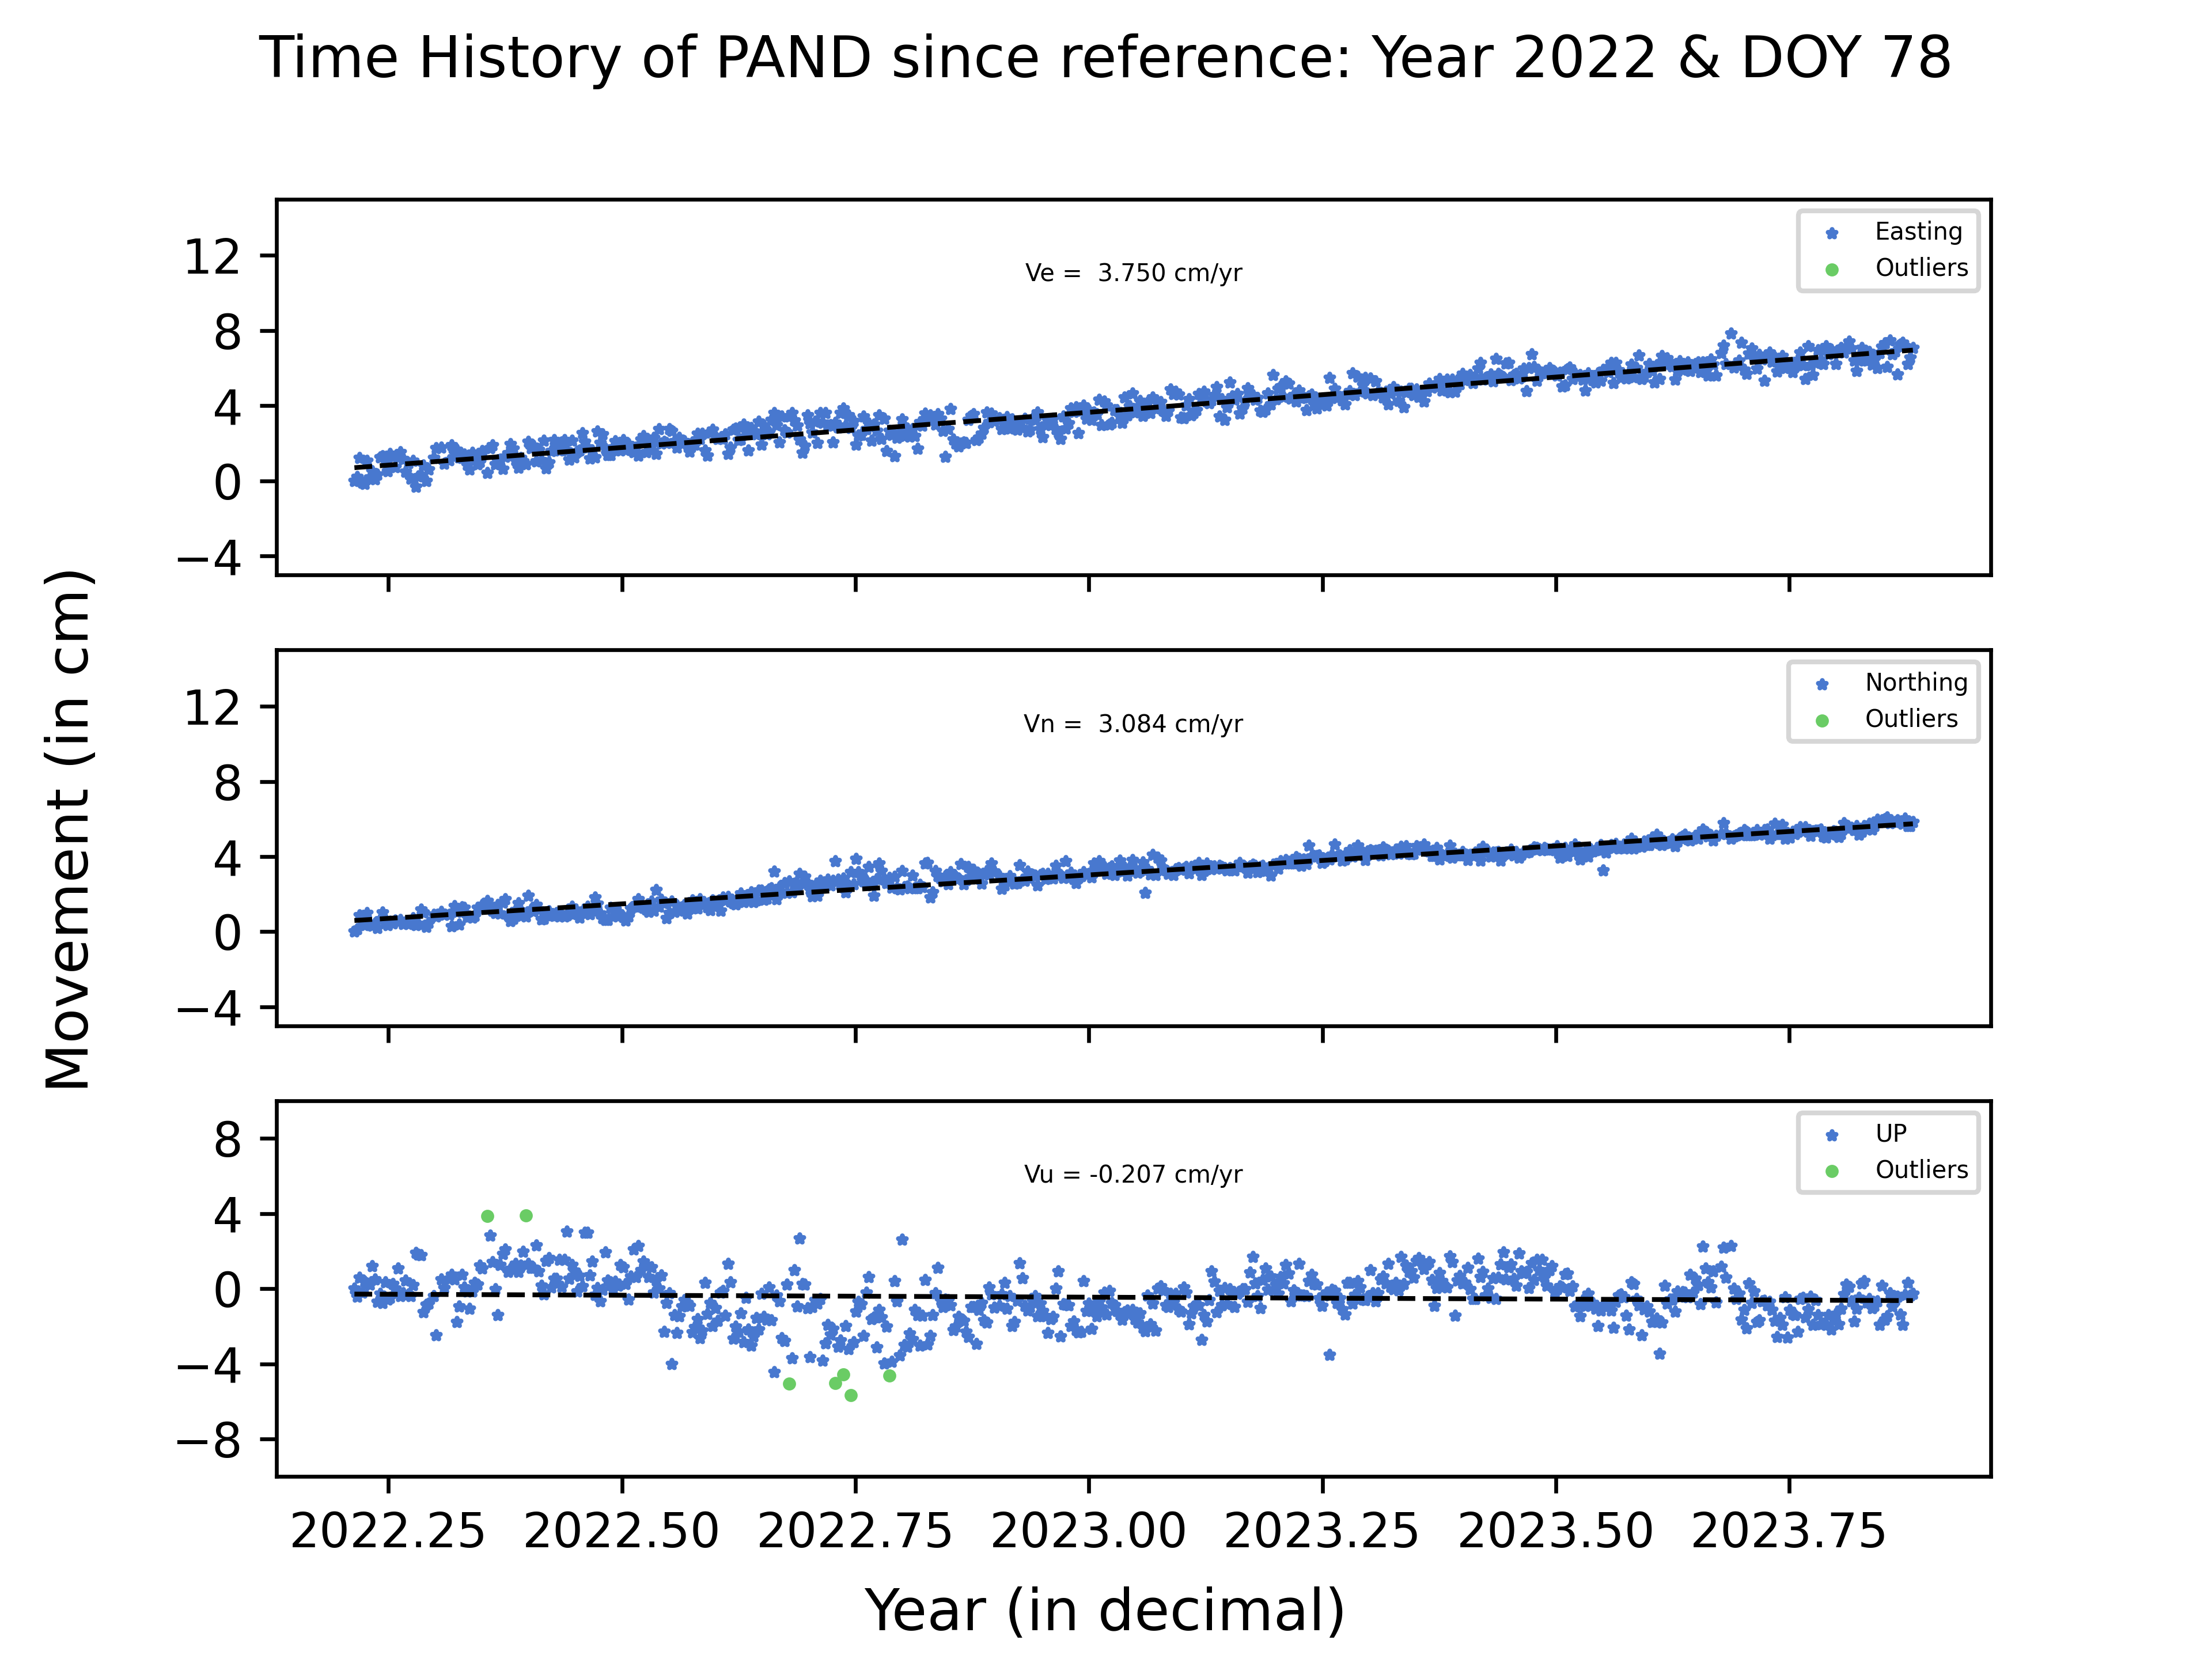 Time History of PAND since reference: Year 2022 & DOY 78
Movement (in cm)
12
8
4
0
−4
Ve =  3.750 cm/yr
Easting
Outliers
12
8
4
0
−4
Vn =  3.084 cm/yr
Northing
Outliers
8
4
0
−4
−8
Vu = -0.207 cm/yr
UP
Outliers
2022.25 2022.50 2022.75 2023.00 2023.25 2023.50 2023.75
Year (in decimal)